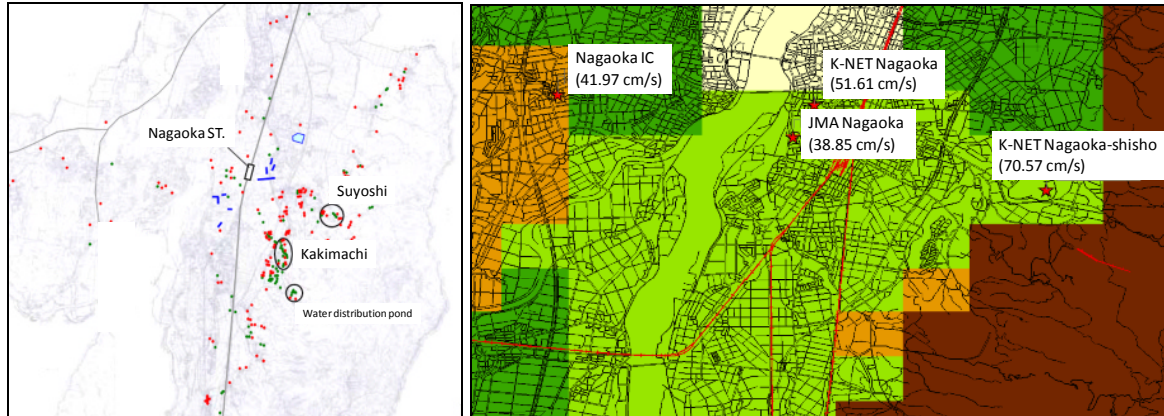 Nagaoka ST.
Suyoshi
Kakimachi
Water distribution pond
Nagaoka IC
(41.97 cm/s)
K-NET Nagaoka
(51.61 cm/s)
JMA Nagaoka
(38.85 cm/s)
K-NET Nagaoka-shisho
(70.57 cm/s)